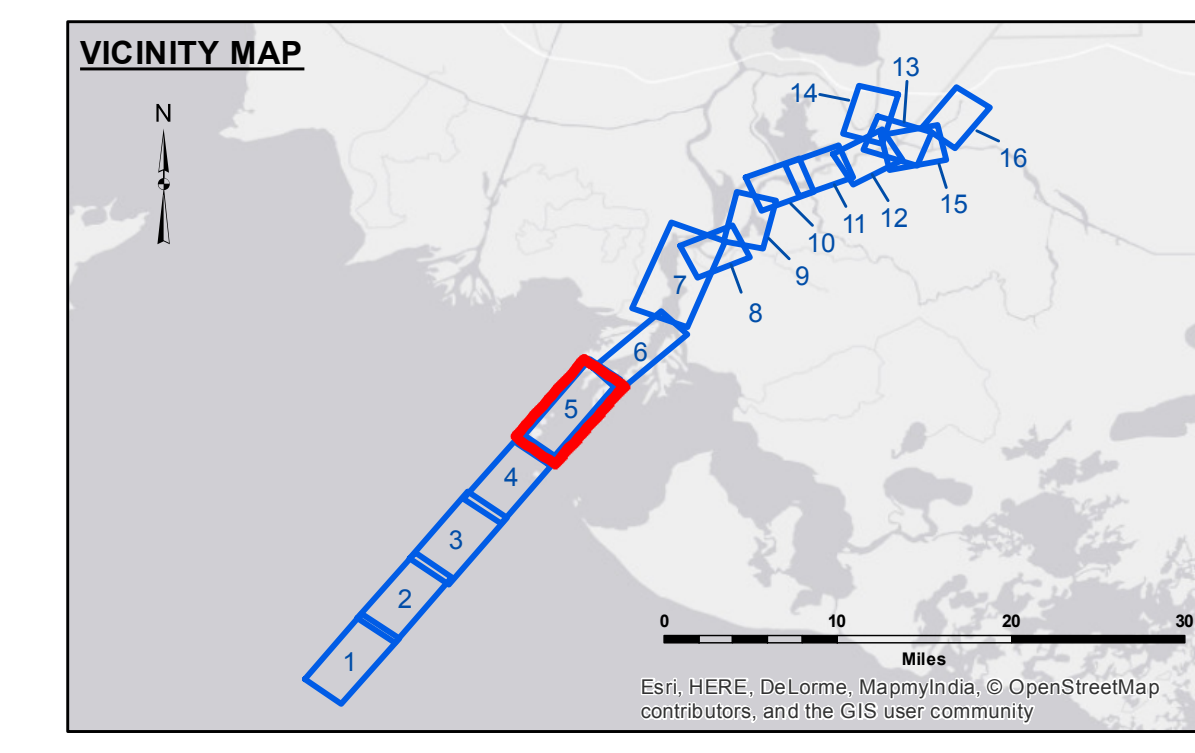 VICINITY MAP
N
13
14
16
15
12
11
10
9
8
7
6
5
4
3
2
1
0 10 20 30
Miles
Esri, HERE, DeLorme, MapmyIndia, © OpenStreetMap
contributors, and the GIS user community